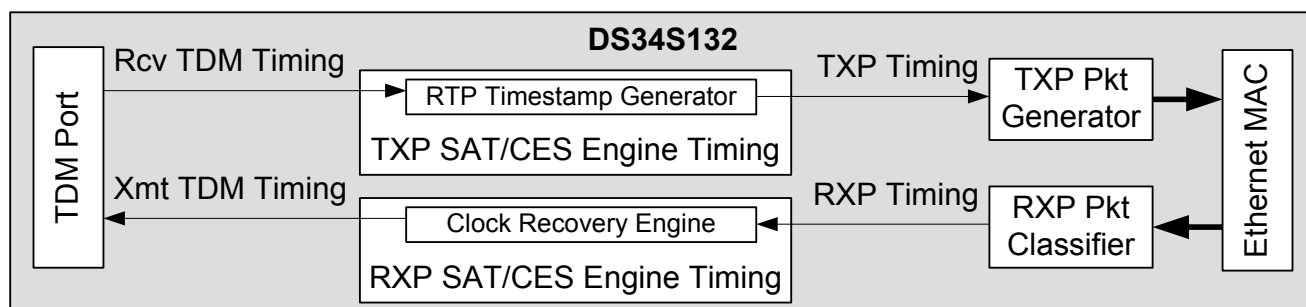 DS34S132
TDM Port
Rcv TDM Timing
RTP Timestamp Generator
TXP SAT/CES Engine Timing
TXP Timing
TXP Pkt
Generator
Ethernet MAC
Xmt TDM Timing
Clock Recovery Engine
RXP SAT/CES Engine Timing
RXP Timing
RXP Pkt
Classifier